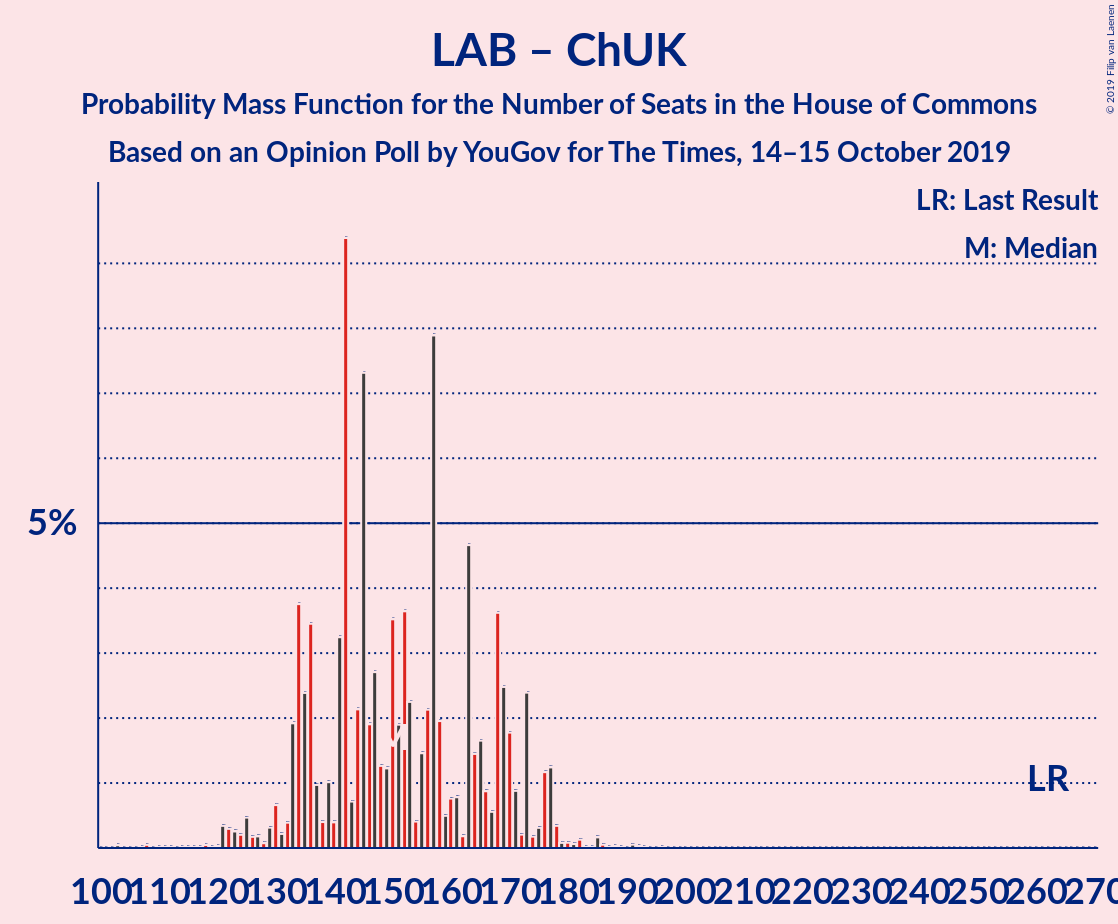 LAB – ChUK
Probability Mass Function for the Number of Seats in the House of Commons
Based on an Opinion Poll by YouGov for The Times, 14–15 October 2019
© 2019 Filip van Laenen
LR: Last Result
M: Median
5%
LR
100 110 120 130 140 150 160 170 180 190 200 210 220 230 240 250 260 270